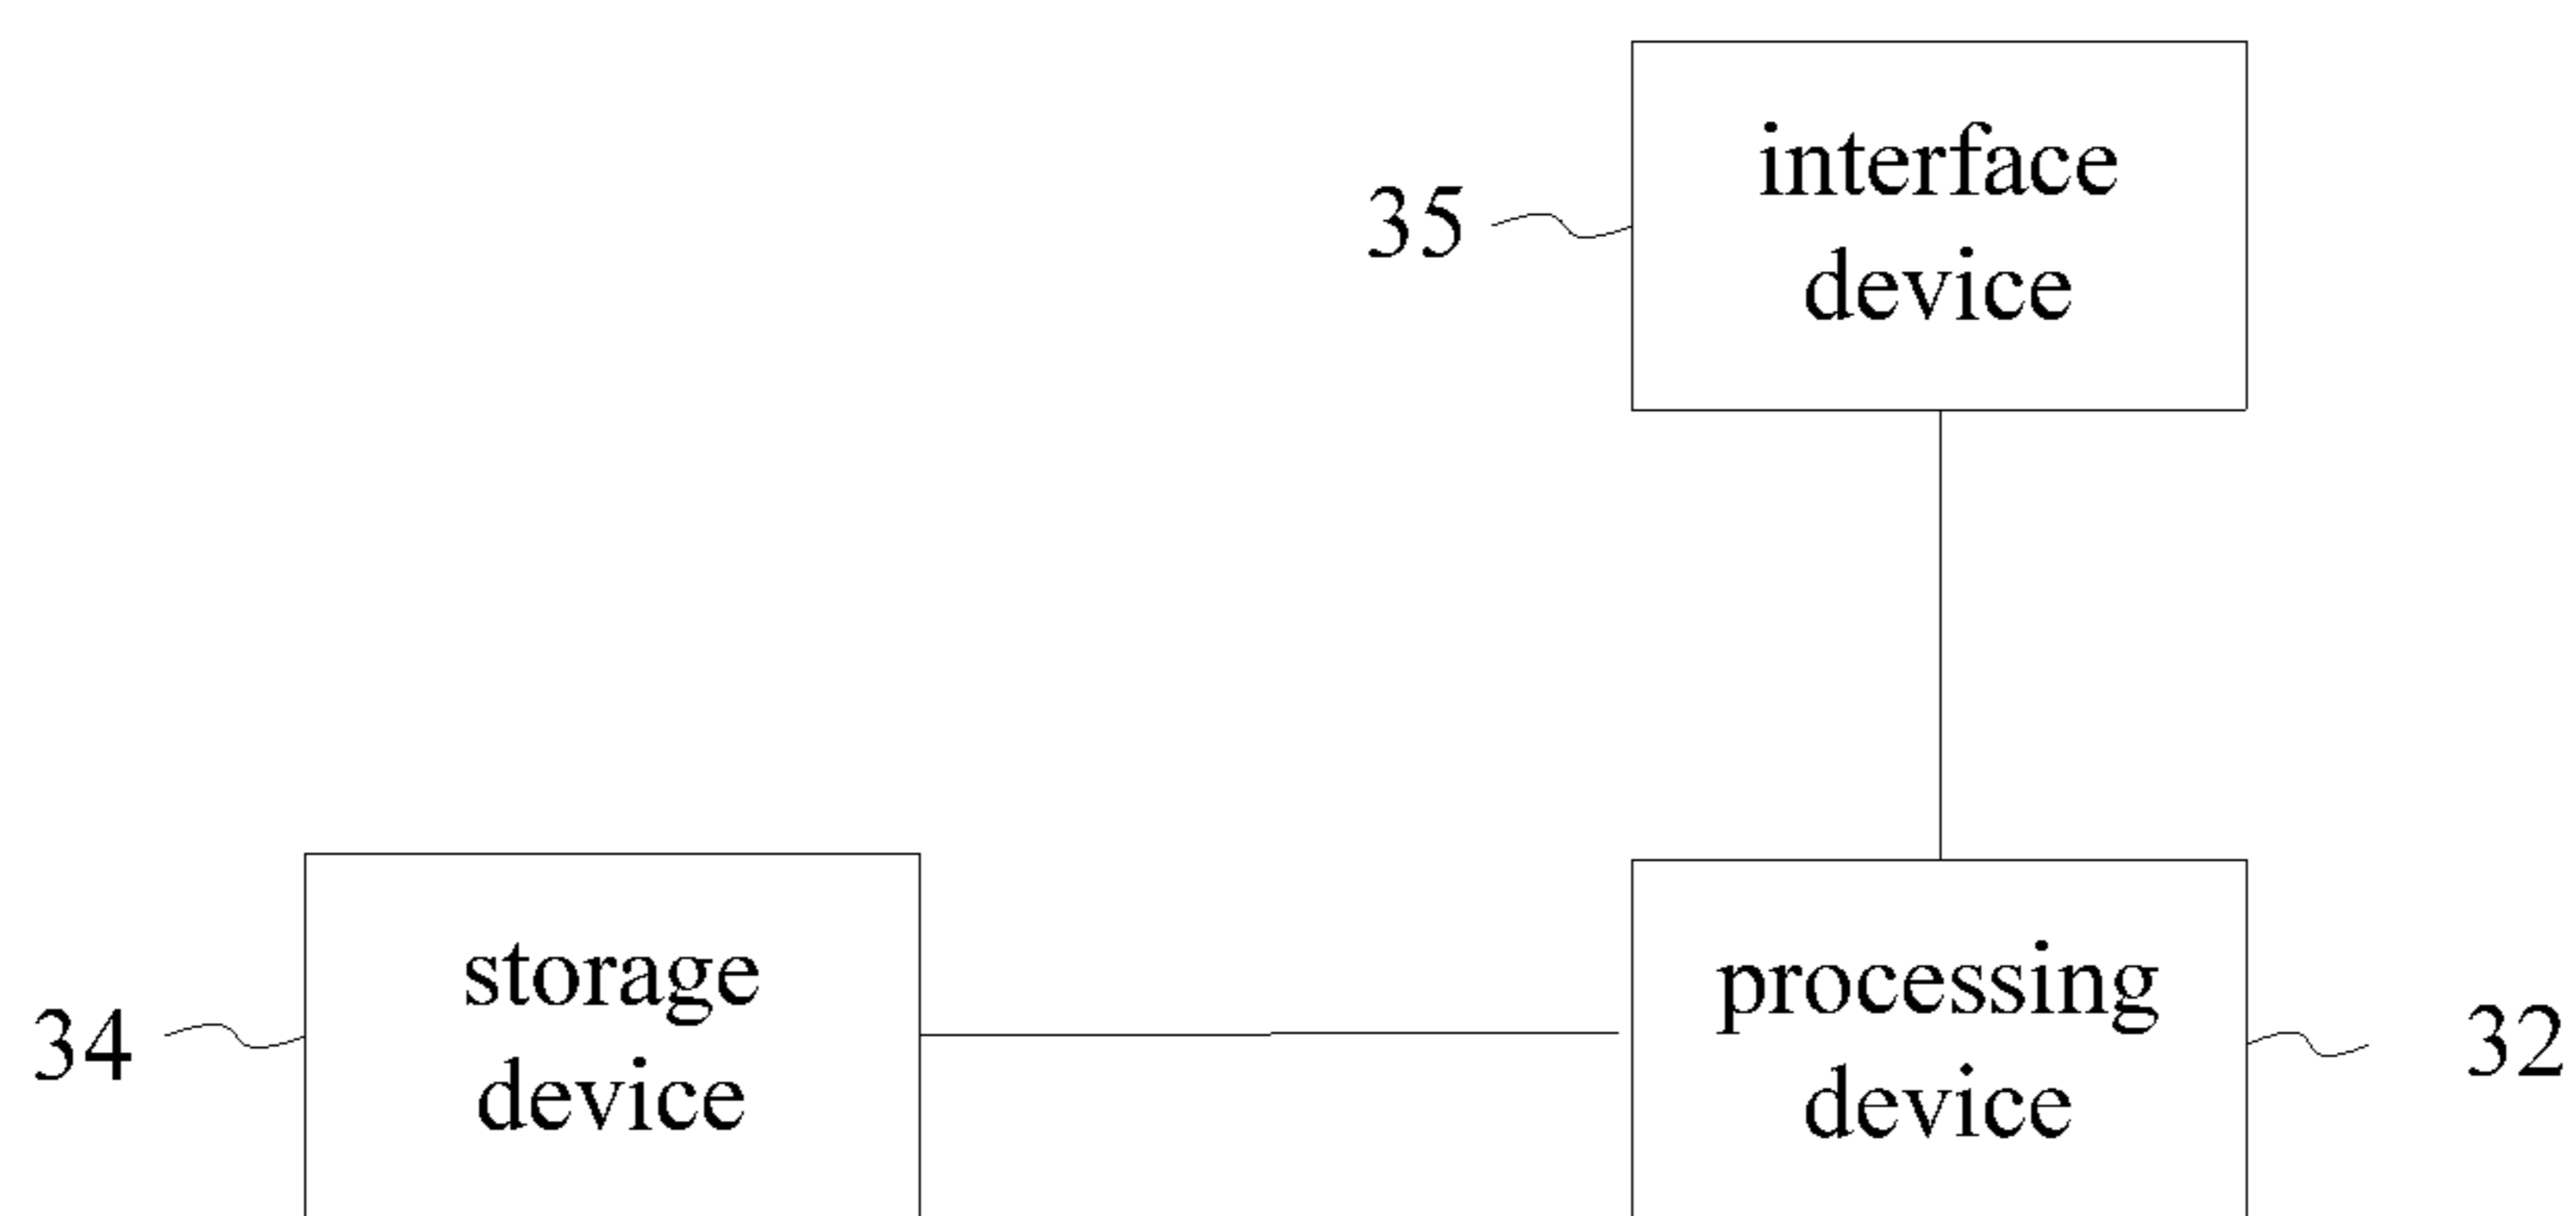 35
interface
device
34
storage
device
processing
device
32